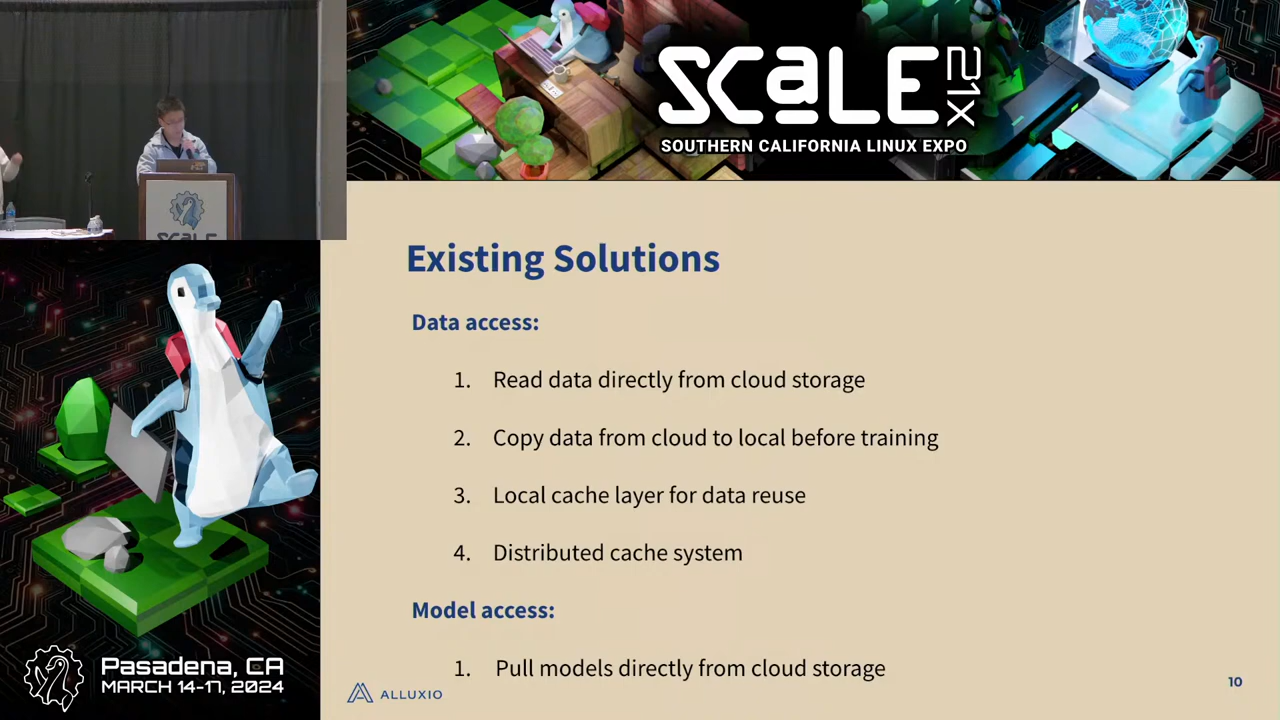 SCALE 21X
SOUTHERN CALIFORNIA LINUX EXPO
SCALE
Existing Solutions
Data access:
1. Read data directly from cloud storage
2. Copy data from cloud to local before training
3. Local cache layer for data reuse
4. Distributed cache system
Model access:
1. Pull models directly from cloud storage
Pasadena, CA
MARCH 14-17, 2024
ALLUXIO
10